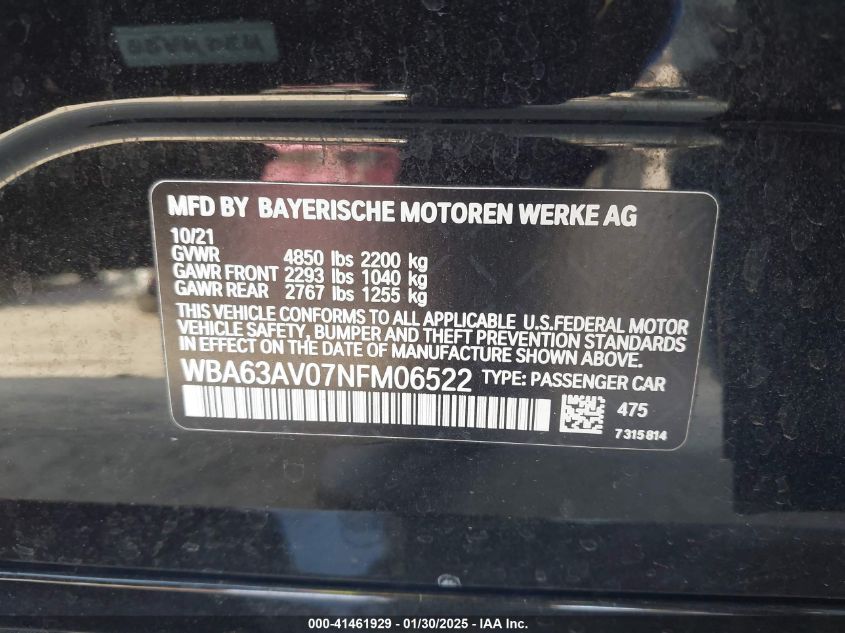 MFD BY BAYERISCHE MOTOREN WERKE AG
10/21
GVWR 4850 lbs 2200 kg
GAWR FRONT 2293 lbs 1040 kg
GAWR REAR 2767 lbs 1255 kg
THIS VEHICLE CONFORMS TO ALL APPLICABLE U.S.FEDERAL MOTOR
VEHICLE SAFETY, BUMPER AND THEFT PREVENTION STANDARDS
IN EFFECT ON THE DATE OF MANUFACTURE SHOWN ABOVE.
WBA63AV07NFM06522 TYPE: PASSENGER CAR
475
7315814
000-41461929 - 01/30/2025 - IAA Inc.